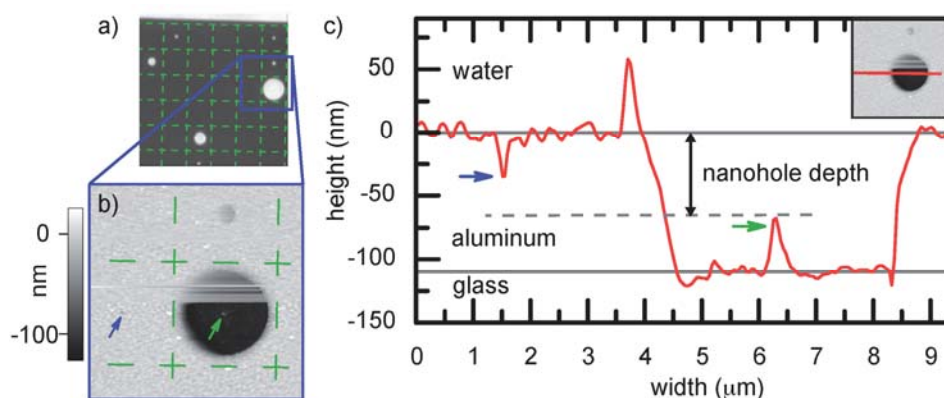 a)
b)
0
-100
nm
c)
height (nm)
50
0
-50
-100
-150
water
nanohole depth
aluminum
glass
0 1 2 3 4 5 6 7 8 9
width (μm)